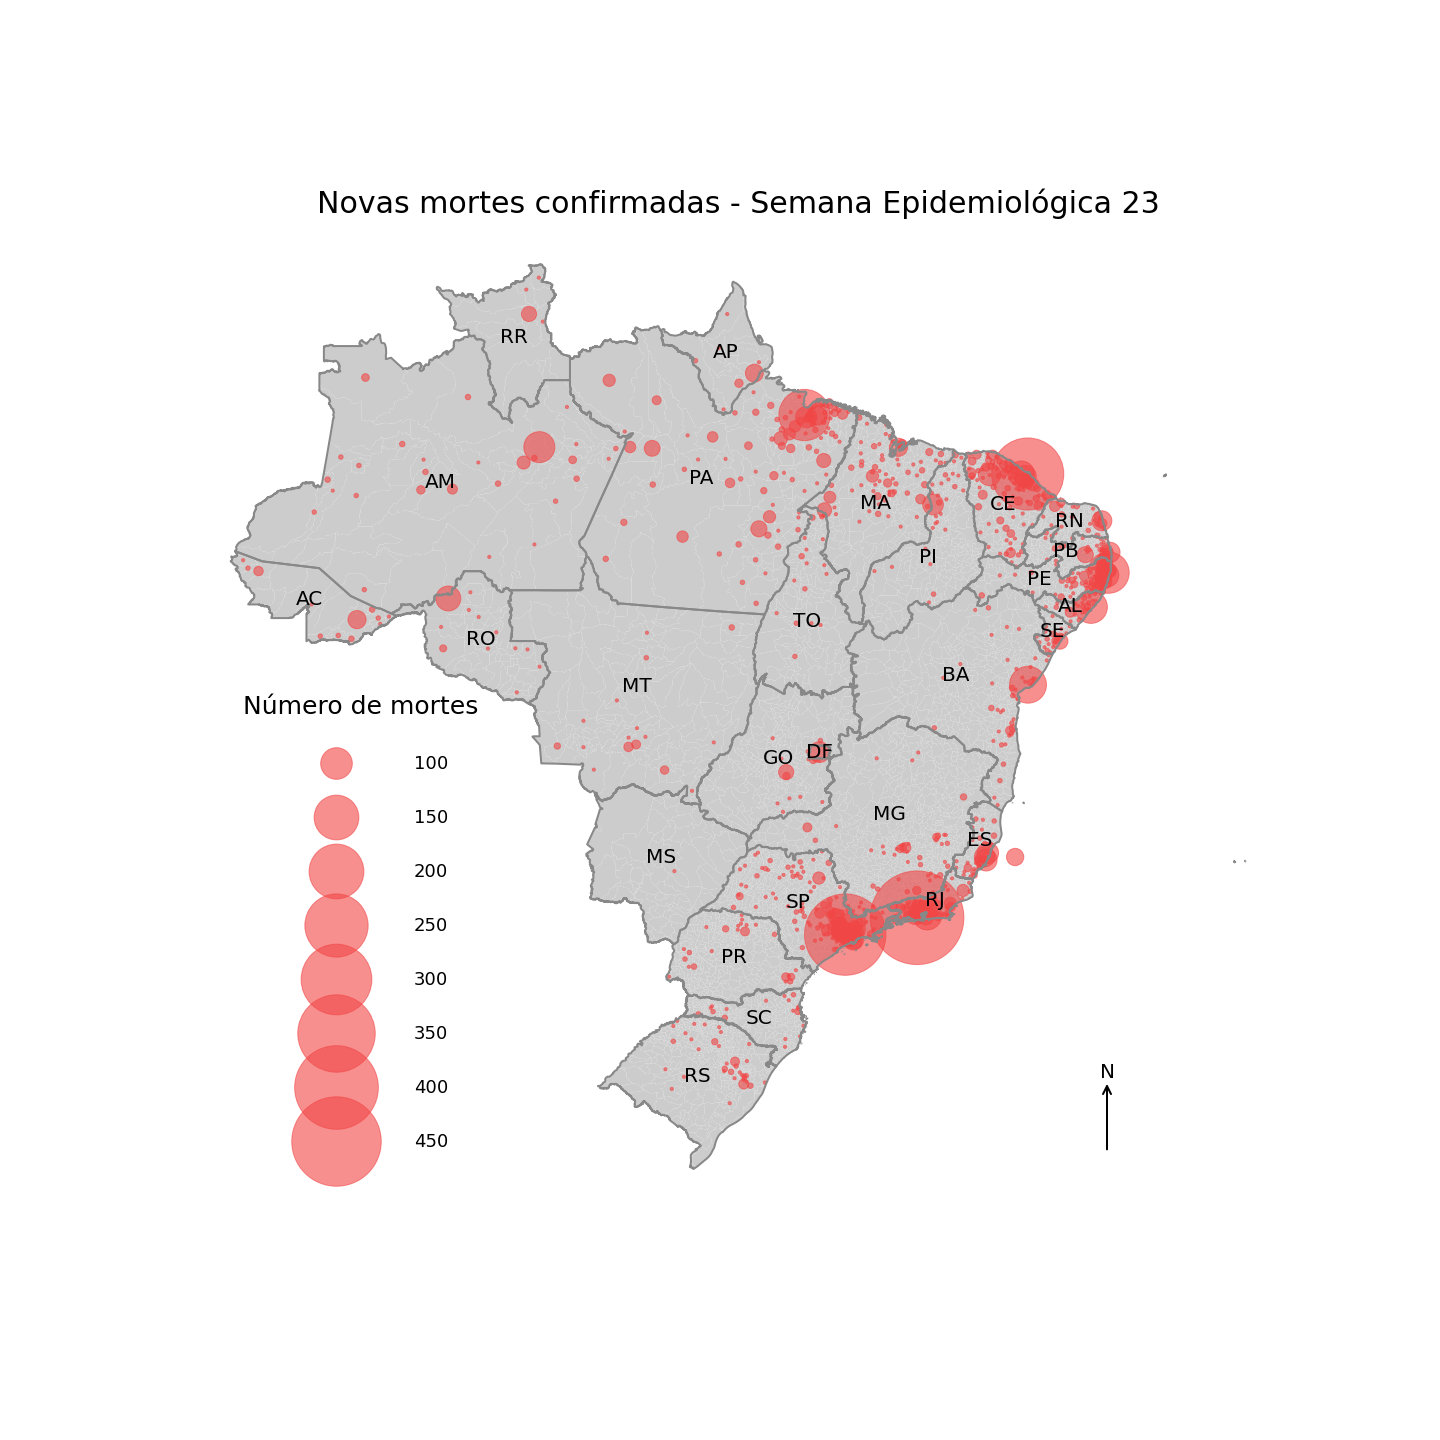 Novas mortes confirmadas - Semana Epidemiológica 23
RR
AP
AM
PA
MA
CE
RN
PB
PI
PE
AL
AC
TO
SE
RO
BA
MT
Número de mortes
GO
DF
100
MG
150
ES
MS
200
SP
RJ
250
PR
300
SC
350
N
RS
400
450